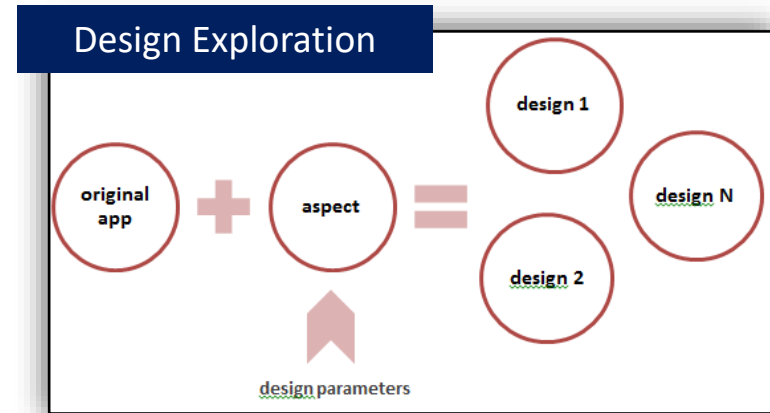 Design Exploration
design 1
original
app
aspect
design N
design 2
design parameters